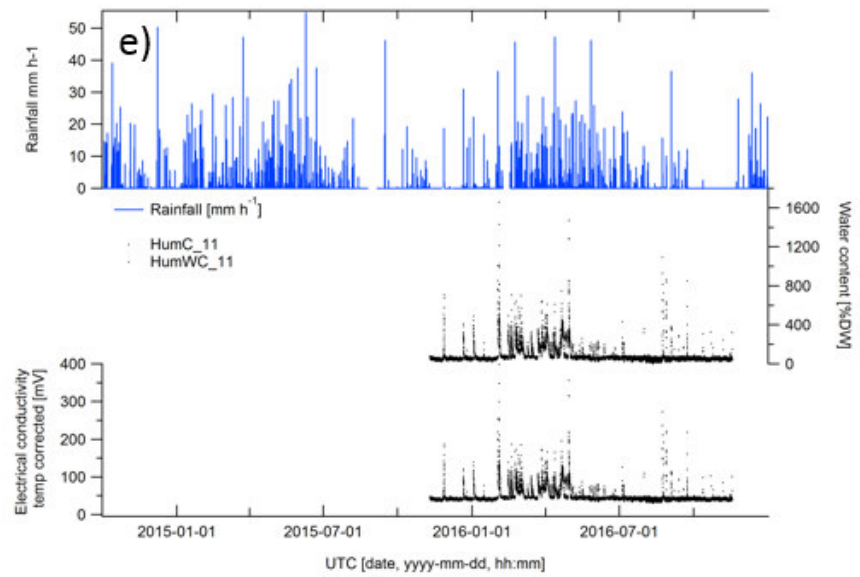 e)
Rainfall mm h-1
50
40
30
20
10
0
Rainfall [mm h⁻¹]
HumC_11
HumWC_11
1600
1200
800
400
0
Water content [%DW]
400
300
200
100
0
Electrical conductivity
temp corrected [mV]
2015-01-01
2015-07-01
2016-01-01
2016-07-01
UTC [date, yyyy-mm-dd, hh:mm]